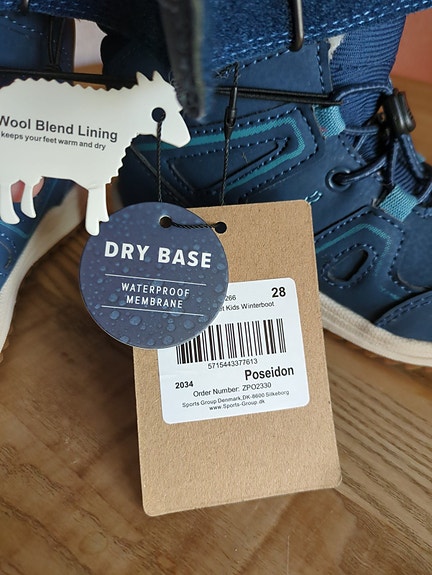 Wool Blend Lining
keeps your feet warm and dry
DRY BASE
WATERPROOF
MEMBRANE
266 28
Kids Winterboot
5715443377613
2034 Poseidon
Order Number: ZPO2330
Sports Group Denmark,DK-8600 Silkeborg
www.Sports-Group.dk